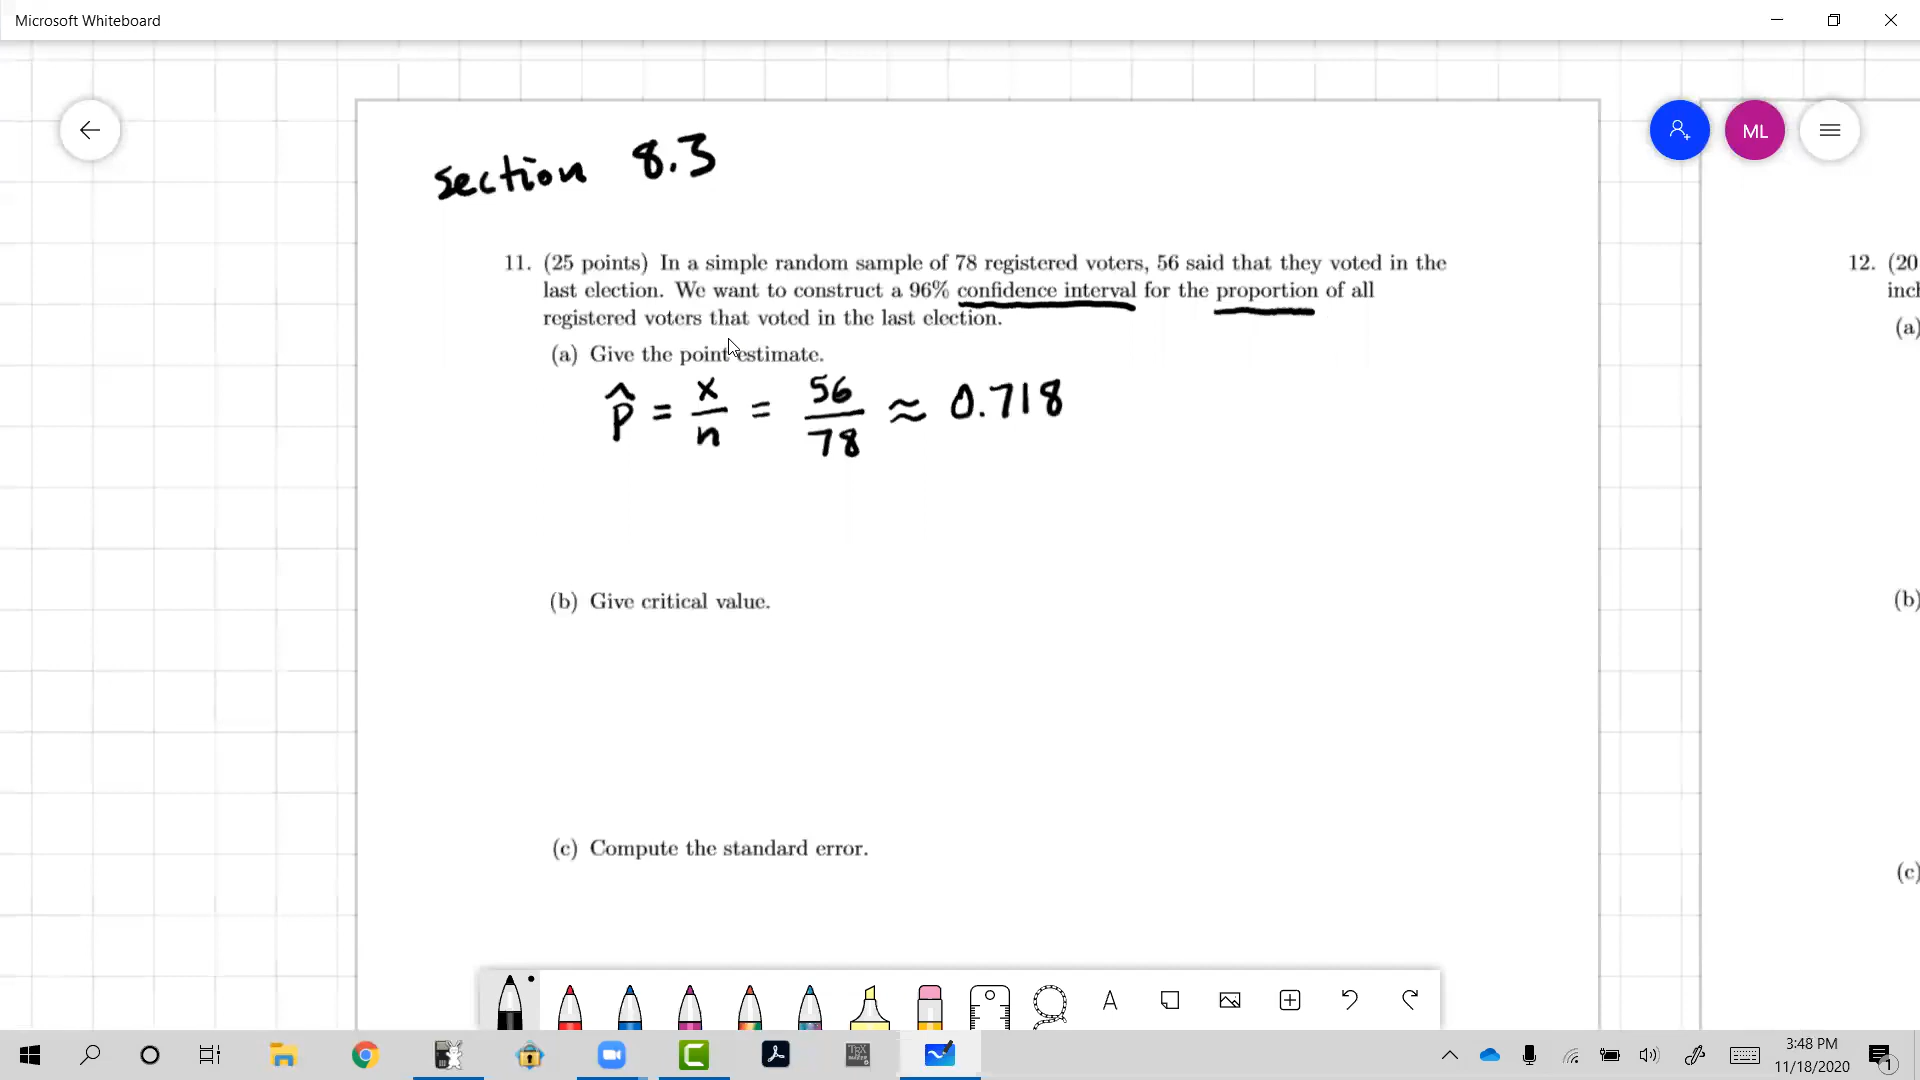 Microsoft Whiteboard
ML
section 8.3
11. (25 points) In a simple random sample of 78 registered voters, 56 said that they voted in the
last election. We want to construct a 96% confidence interval for the proportion of all
registered voters that voted in the last election.
(a) Give the point estimate.
p̂ = x/n = 56/78 ≈ 0.718
(b) Give critical value.
(c) Compute the standard error.
12. (20
inch
(a)
(b)
(c)
3:48 PM
11/18/2020
1